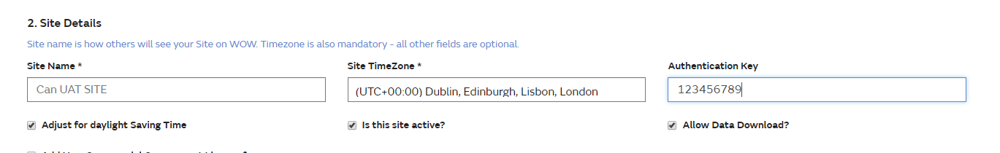 2. Site Details
Site name is how others will see your Site on WOW. Timezone is also mandatory - all other fields are optional.
Site Name * Site TimeZone * Authentication Key
Can UAT SITE (UTC+00:00) Dublin, Edinburgh, Lisbon, London 123456789
Adjust for daylight Saving Time Is this site active? Allow Data Download?